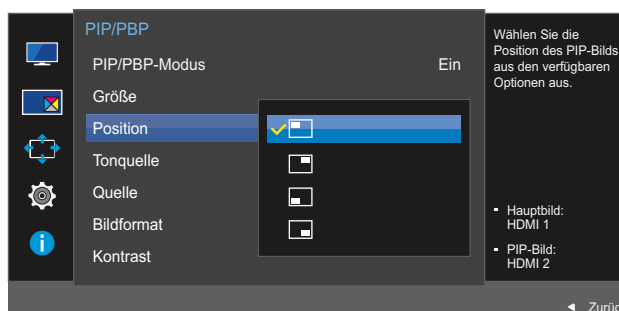 PIP/PBP
PIP/PBP-Modus Ein
Größe
Position
Tonquelle
Quelle
Bildformat
Kontrast
Wählen Sie die
Position des PIP-Bilds
aus den verfügbaren
Optionen aus.
Hauptbild:
HDMI 1
PIP-Bild:
HDMI 2